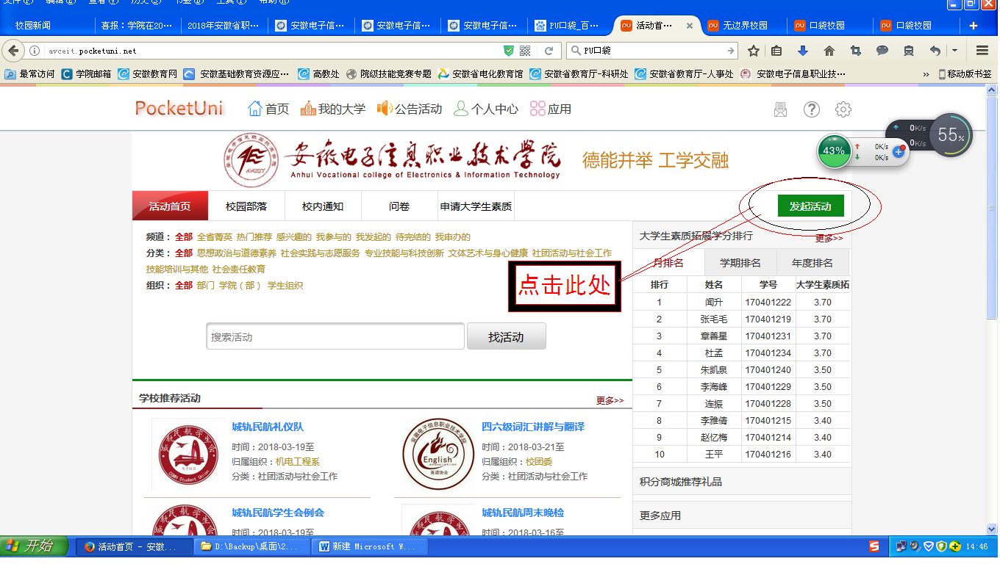 文件(F) 编辑(E) 查看(V) 历史(S) 书签(B) 工具(T) 帮助(H)
校园新闻 喜报：学院在20··· 2018年安徽省职··· 安徽电子信··· 安徽电子信··· 安徽电子信··· PU口袋_百··· 活动首··· 无边界校园 口袋校园 口袋校园
avceit.pocketuni.net PU口袋
最常访问 学院邮箱 安徽教育网 安徽基础教育资源应··· 高教处 院级技能竞赛专题 安徽省电化教育馆 安徽省教育厅-科研处 安徽省教育厅-人事处 安徽电子信息职业技··· » 移动版书签
PocketUni 首页 我的大学 公告活动 个人中心 应用
0K/s
0K/s
55%
43%
0K/s
0K/s
安徽电子信息职业技术学院
Anhui Vocational college of Electronics & Information Technology
德能并举 工学交融
活动首页 校园部落 校内通知 问卷 申请大学生素质 发起活动
频道： 全部 全省菁英 热门推荐 感兴趣的 我参与的 我发起的 待完结的 我申办的
分类： 全部 思想政治与道德素养 社会实践与志愿服务 专业技能与科技创新 文体艺术与身心健康 社团活动与社会工作
技能培训与其他 社会责任教育
组织： 全部 部门 学院（部） 学生组织
点击此处
搜索活动 找活动
大学生素质拓展学分排行 更多>>
月排名 学期排名 年度排名
排行 姓名 学号 大学生素质拓
1 闻升 170401222 3.70
2 张毛毛 170401219 3.70
3 章善星 170401231 3.70
4 杜孟 170401234 3.70
5 朱凯泉 170401240 3.50
6 李海峰 170401229 3.50
7 连振 170401228 3.50
8 李雅倩 170401215 3.40
9 赵忆梅 170401214 3.40
10 王平 170401216 3.40
积分商城推荐礼品
更多应用
学校推荐活动 更多>>
城轨民航礼仪队
时间：2018-03-19至
归属组织：机电工程系
分类：社团活动与社会工作
四六级词汇讲解与翻译
时间：2018-03-21至
归属组织：校团委
分类：社团活动与社会工作
English
城轨民航学生会例会
时间：2018-03-19至
城轨民航周末晚检
时间：2018-03-16至
开始 活动首页 - 安徽... D:\Backup\桌面\2... 新建 Microsoft W... 14:46